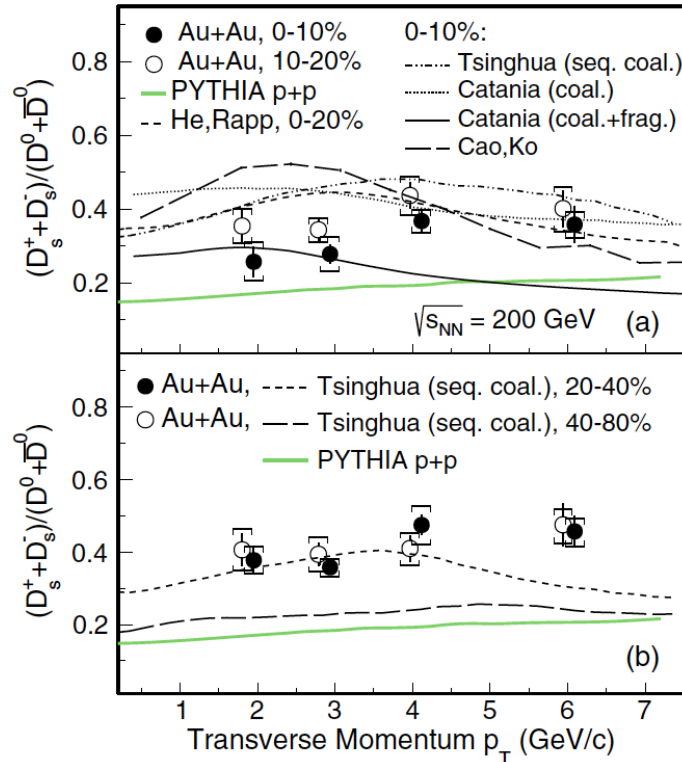 Au+Au, 0-10%
Au+Au, 10-20%
PYTHIA p+p
He,Rapp, 0-20%
0-10%:
Tsinghua (seq. coal.)
Catania (coal.)
Catania (coal.+frag.)
Cao,Ko
0.8
0.6
0.4
0.2
(D_s^+ + D_s^-)/(D^0 + D̅^0)
√s_NN = 200 GeV
(a)
Au+Au,
Tsinghua (seq. coal.), 20-40%
Au+Au,
Tsinghua (seq. coal.), 40-80%
PYTHIA p+p
0.8
0.6
0.4
0.2
(D_s^+ + D_s^-)/(D^0 + D̅^0)
(b)
1 2 3 4 5 6 7
Transverse Momentum p_T (GeV/c)